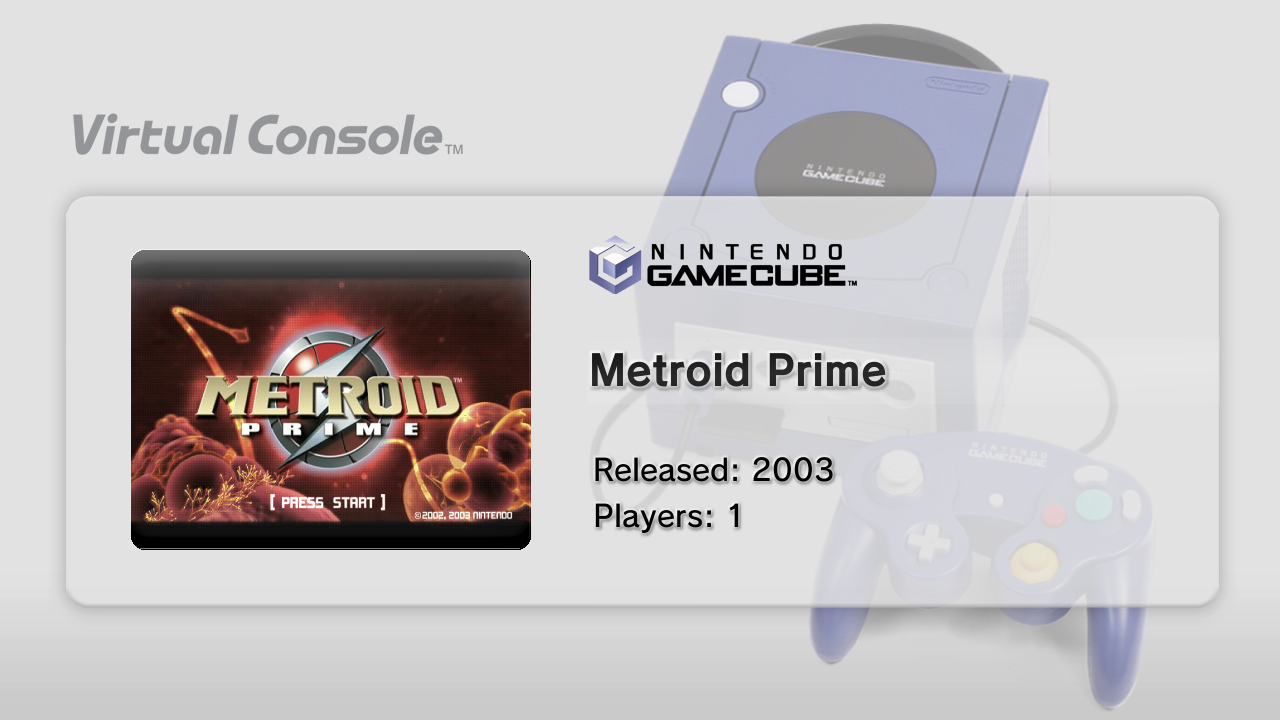 Nintendo
NINTENDO
GAMECUBE
Virtual Console™
NINTENDO
GAMECUBE™
METROID™
PRIME
[ PRESS START ]
©2002, 2003 NINTENDO
Metroid Prime
Released: 2003
Players: 1
NINTENDO
GAMECUBE